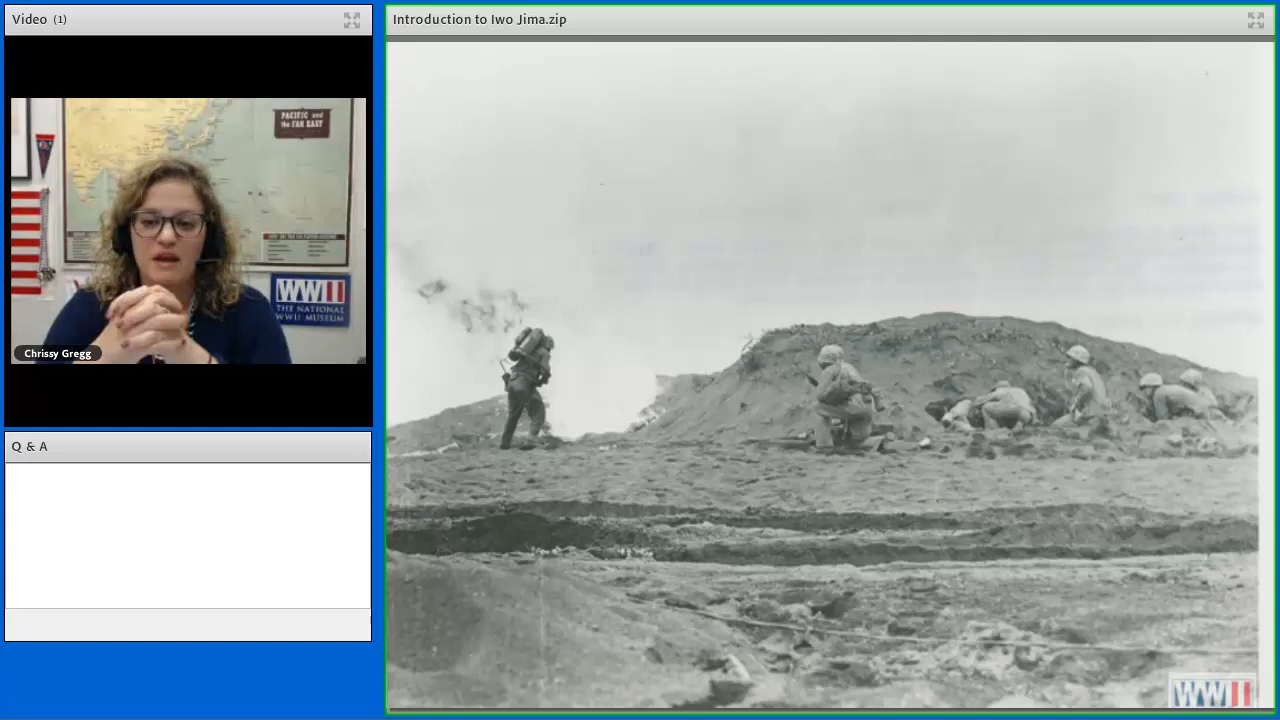 Video (1)
PACIFIC and
the FAR EAST
WWII
THE NATIONAL
WWII MUSEUM
Chrissy Gregg
Q & A
Introduction to Iwo Jima.zip
WWII